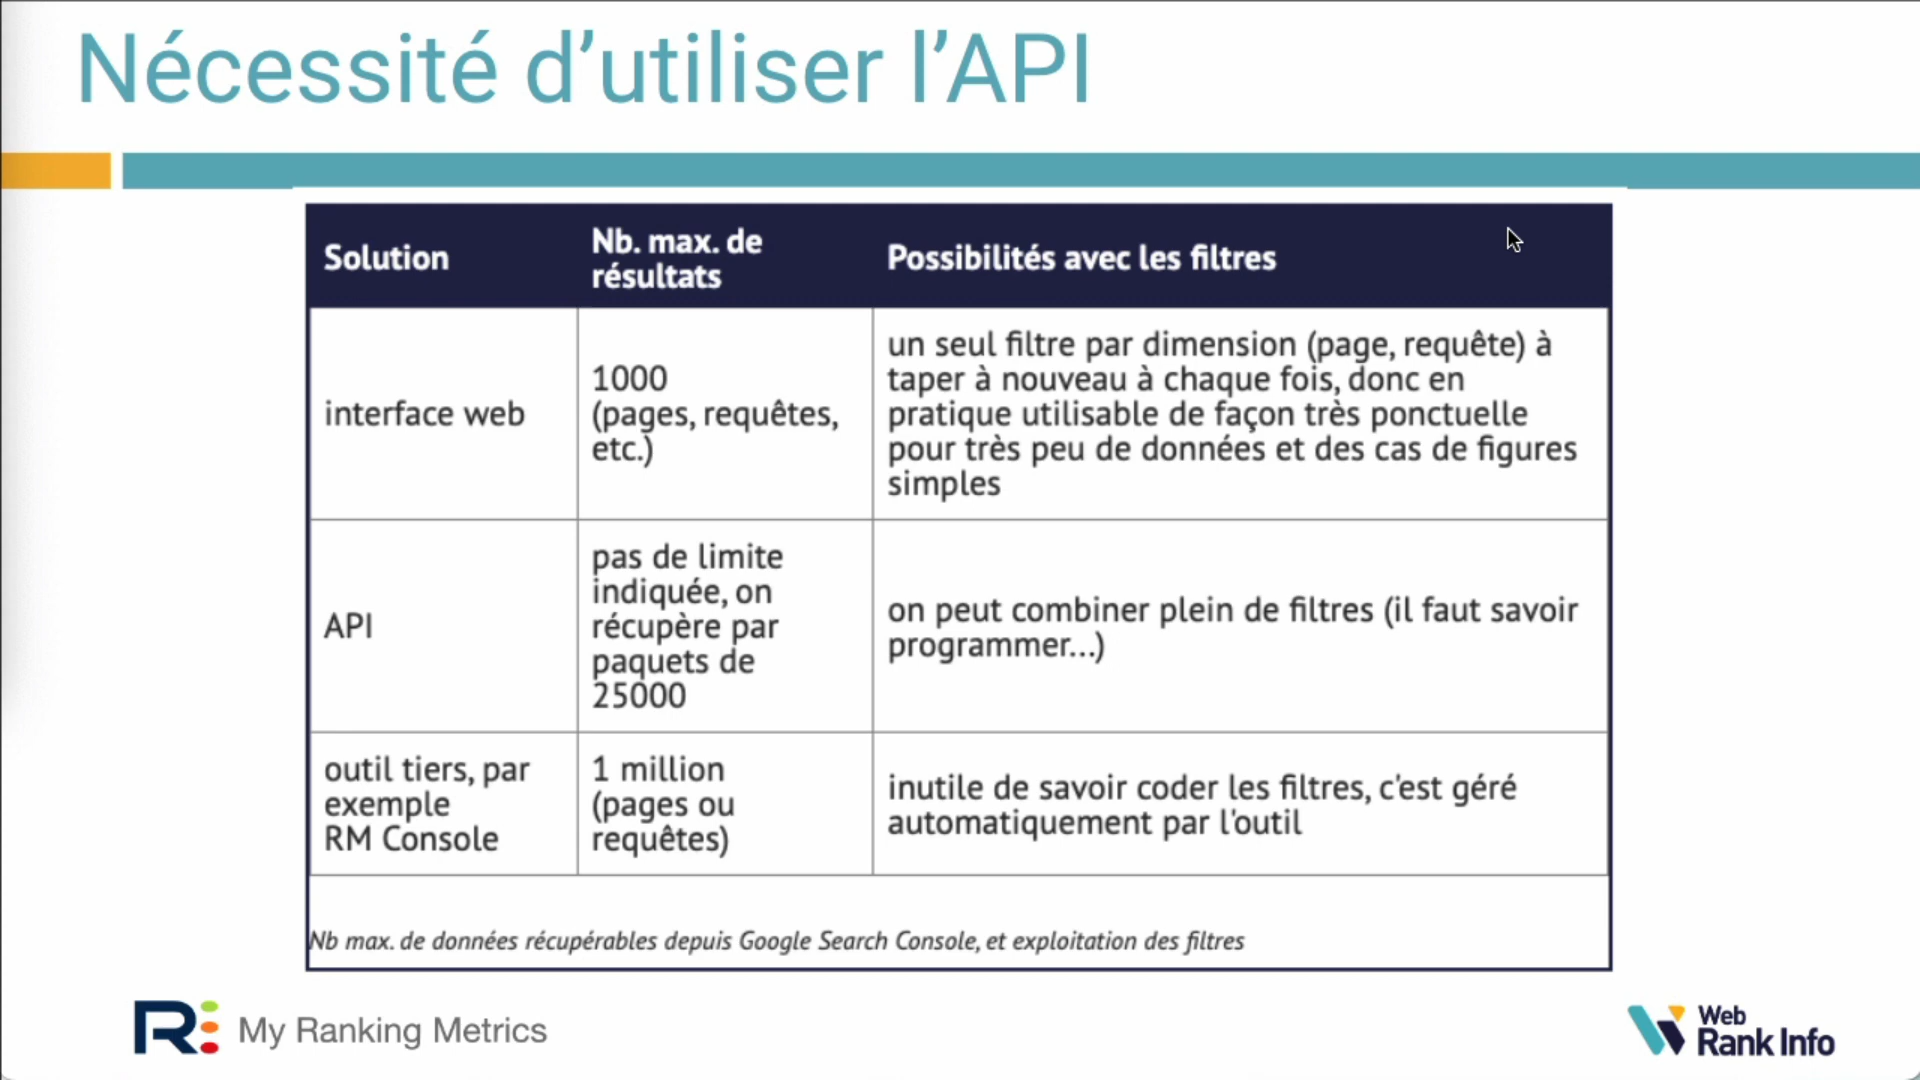 Nécessité d’utiliser l’API
Solution
Nb. max. de
résultats
Possibilités avec les filtres
interface web
1000
(pages, requêtes,
etc.)
un seul filtre par dimension (page, requête) à
taper à nouveau à chaque fois, donc en
pratique utilisable de façon très ponctuelle
pour très peu de données et des cas de figures
simples
API
pas de limite
indiquée, on
récupère par
paquets de
25000
on peut combiner plein de filtres (il faut savoir
programmer...)
outil tiers, par
exemple
RM Console
1 million
(pages ou
requêtes)
inutile de savoir coder les filtres, c'est géré
automatiquement par l'outil
Nb max. de données récupérables depuis Google Search Console, et exploitation des filtres
My Ranking Metrics
Web
Rank Info